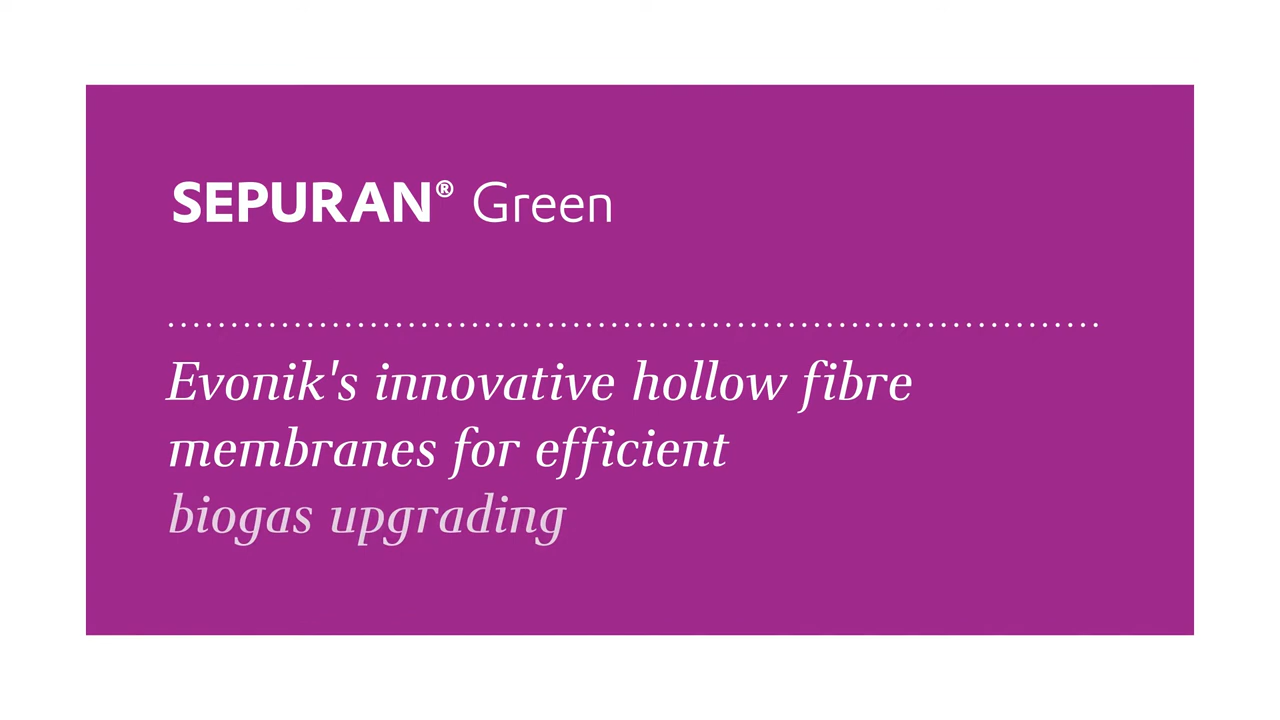 SEPURAN® Green
Evonik's innovative hollow fibre
membranes for efficient
biogas upgrading